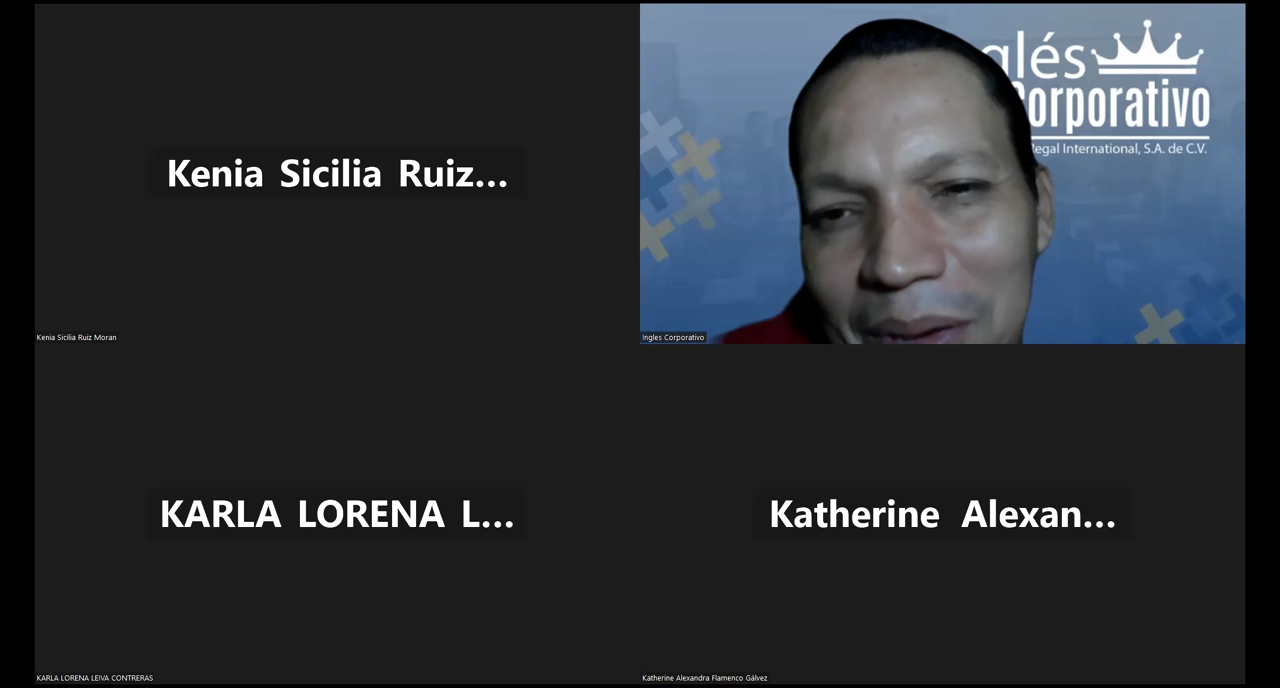 Kenia Sicilia Ruiz...
Kenia Sicilia Ruiz Moran
glés
Corporativo
Regal International, S.A. de C.V.
Ingles Corporativo
KARLA LORENA L...
KARLA LORENA LEIVA CONTRERAS
Katherine Alexan...
Katherine Alexandra Flamenco Gálvez